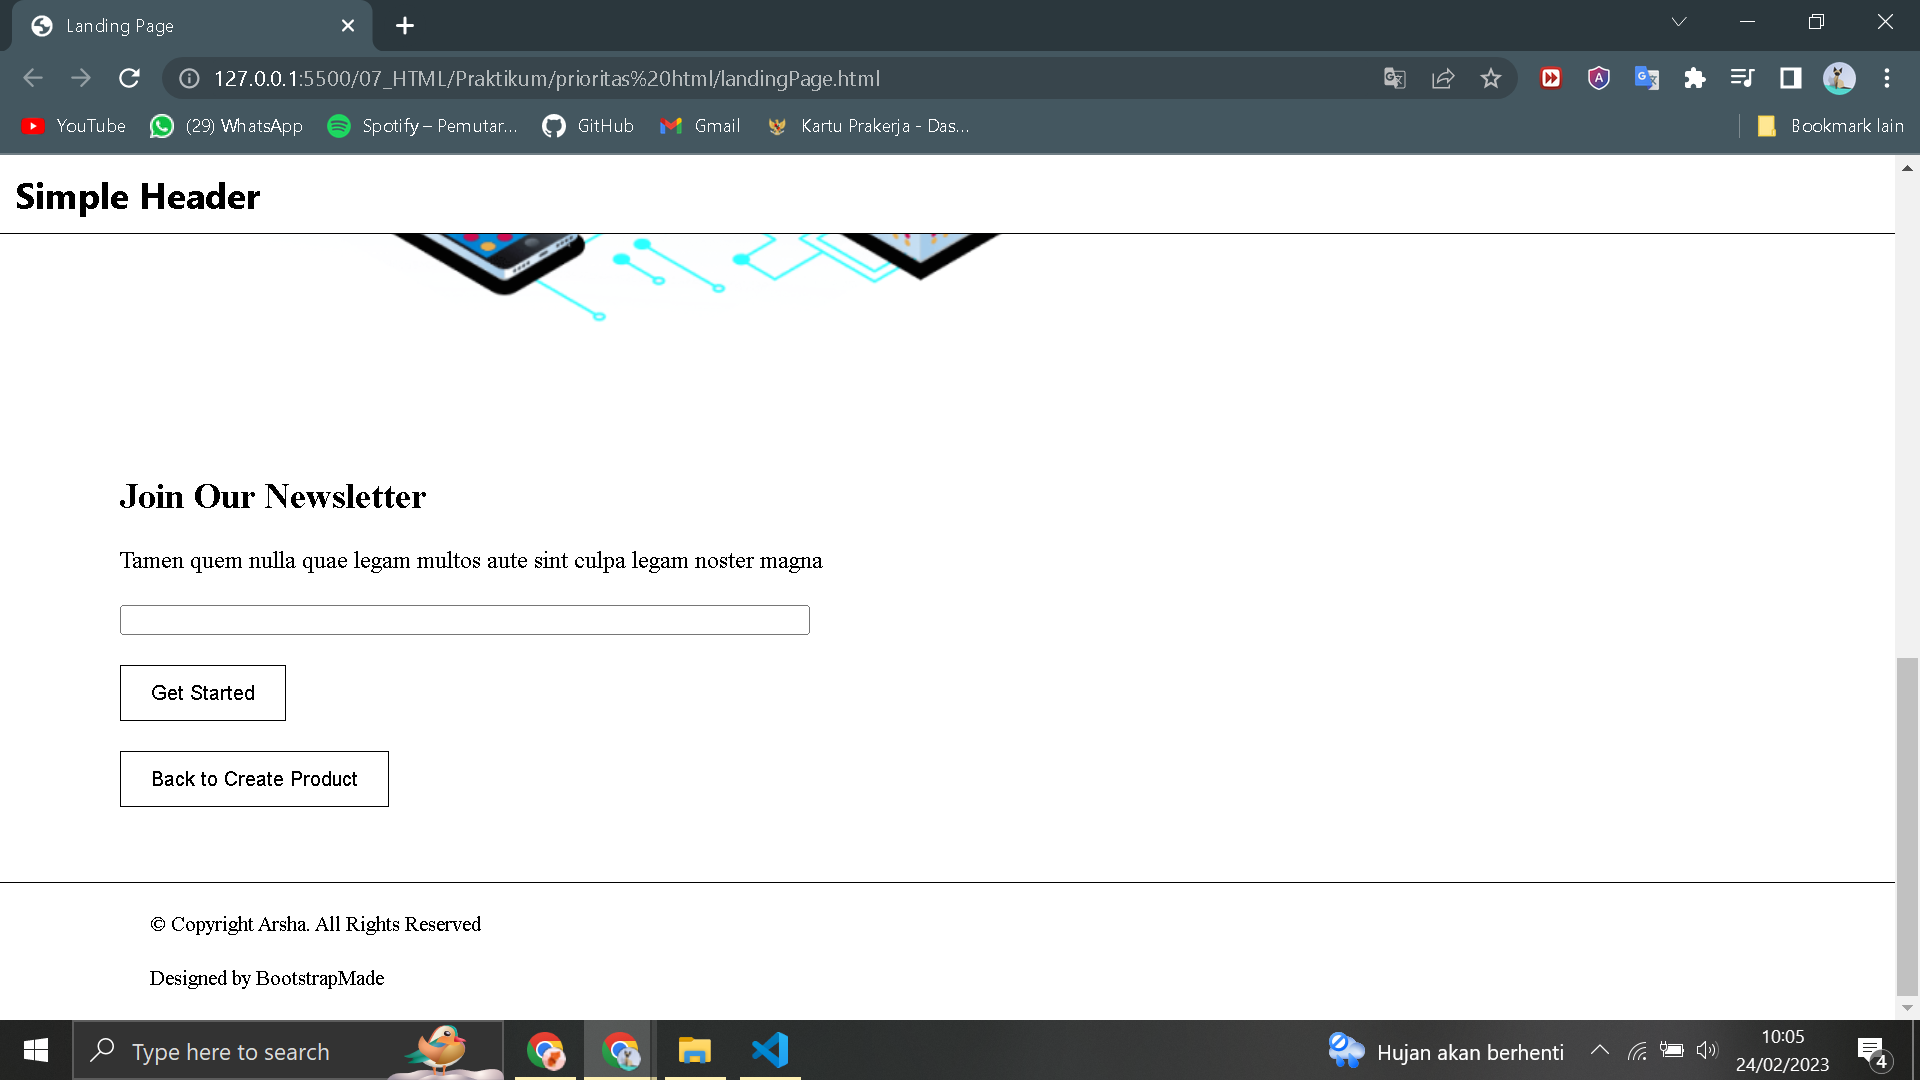 Landing Page
127.0.0.1:5500/07_HTML/Praktikum/prioritas%20html/landingPage.html
YouTube (29) WhatsApp Spotify – Pemutar... GitHub Gmail Kartu Prakerja - Das... Bookmark lain
Simple Header
Join Our Newsletter
Tamen quem nulla quae legam multos aute sint culpa legam noster magna
Get Started
Back to Create Product
© Copyright Arsha. All Rights Reserved
Designed by BootstrapMade
Type here to search
Hujan akan berhenti
10:05
24/02/2023
4